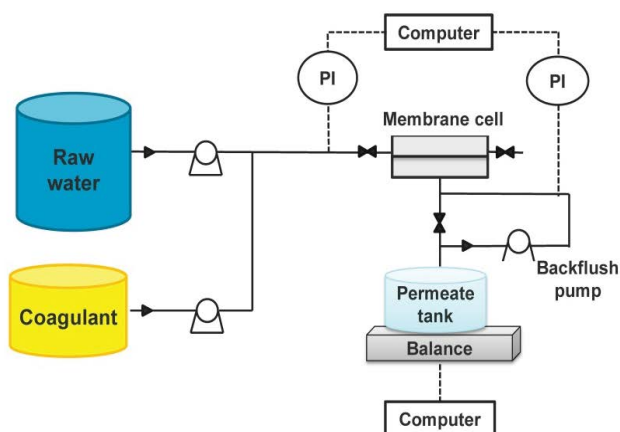 Computer
PI
PI
Membrane cell
Raw
water
Backflush
pump
Coagulant
Permeate
tank
Balance
Computer